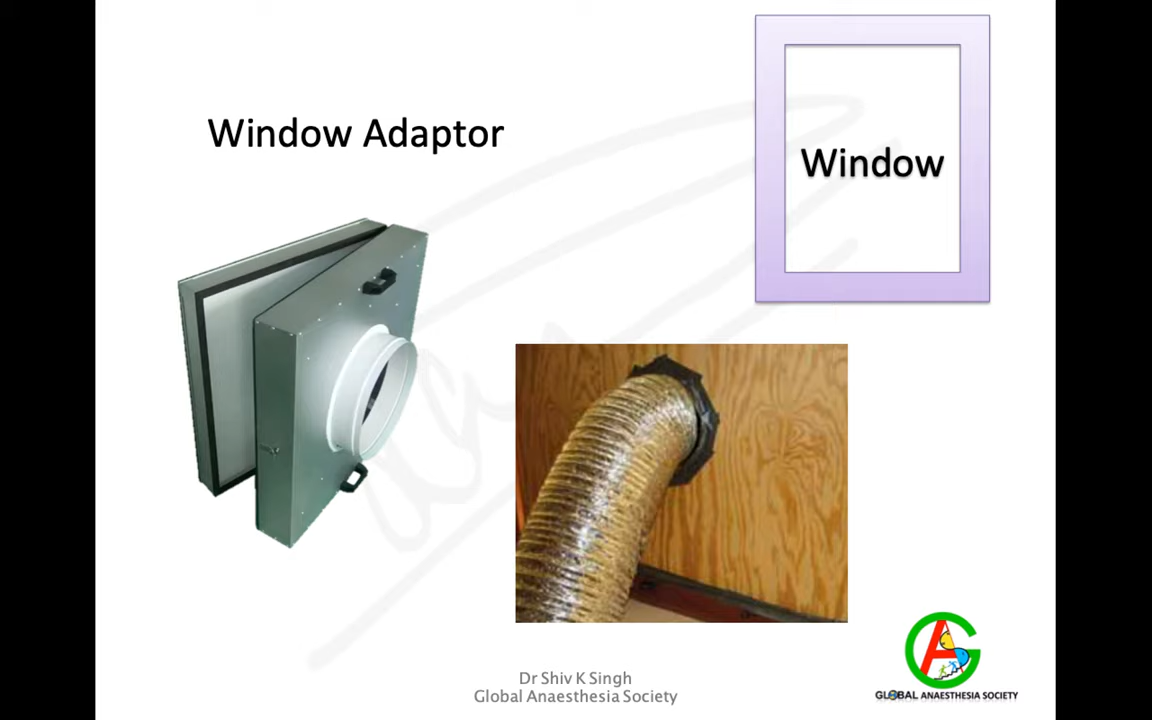 Window Adaptor
Window
Dr Shiv K Singh
Global Anaesthesia Society
GLOBAL ANAESTHESIA SOCIETY